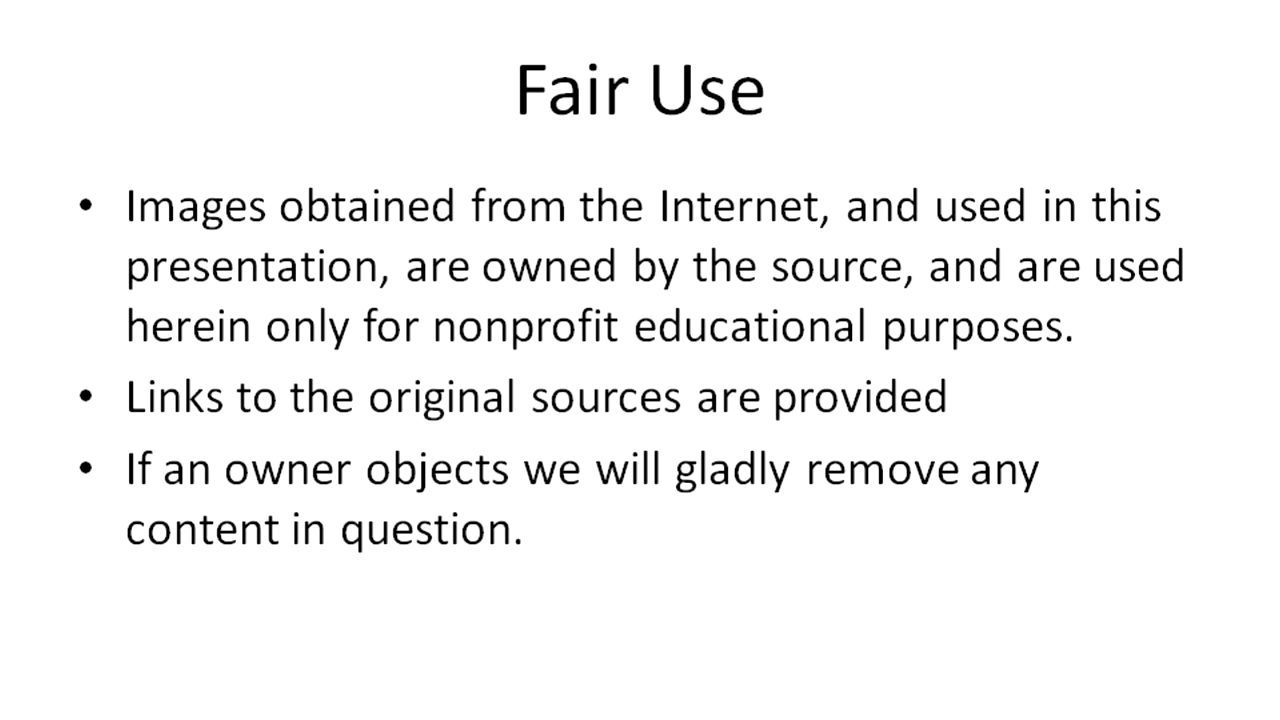 Fair Use
• Images obtained from the Internet, and used in this
presentation, are owned by the source, and are used
herein only for nonprofit educational purposes.
• Links to the original sources are provided
• If an owner objects we will gladly remove any
content in question.